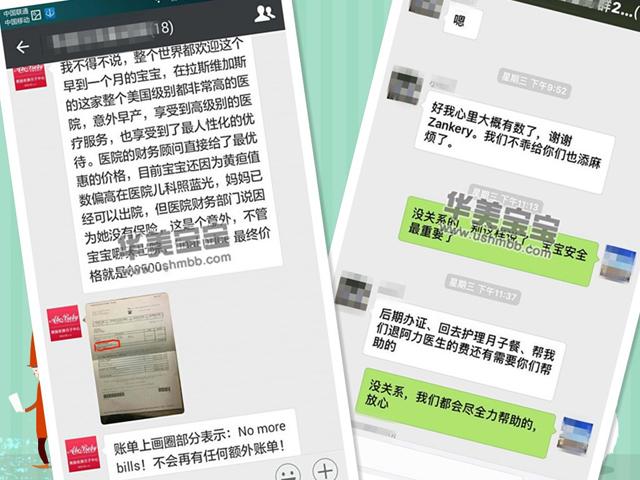 中国联通
中国移动
(18)
我不得不说，整个世界都欢迎这个
早到一个月的宝宝，在拉斯维加斯
的这家整个美国级别都非常高的医
院，意外早产，享受到高级别的医
疗服务，也享受到了最人性化的优
待。医院的财务顾问直接给了最优
惠的价格，目前宝宝还因为黄疸值
已数偏高在医院儿科照蓝光，妈妈已
经可以出院，但医院财务部门说因
为她没有保险，这是个意外，不管
宝宝哪天
最终价
格就是
500
华美宝宝
www.ushmbb.com
账单上画圈部分表示：No more
bills！不会再有任何额外账单！
群2...(
嗯
星期三 下午9:52
好我心里大概有数了，谢谢
Zankery。我们不乖给你们也添麻
烦了。
星期三 下午11:13
没关系的，别这样说了，宝宝安全
最重要了
华美宝宝
www.ushmbb.com
星期三 下午11:37
后期办证、回去护理月子餐、帮我
们退阿力医生的费还有需要你们帮
助的
没关系，我们都会尽全力帮助的，
放心